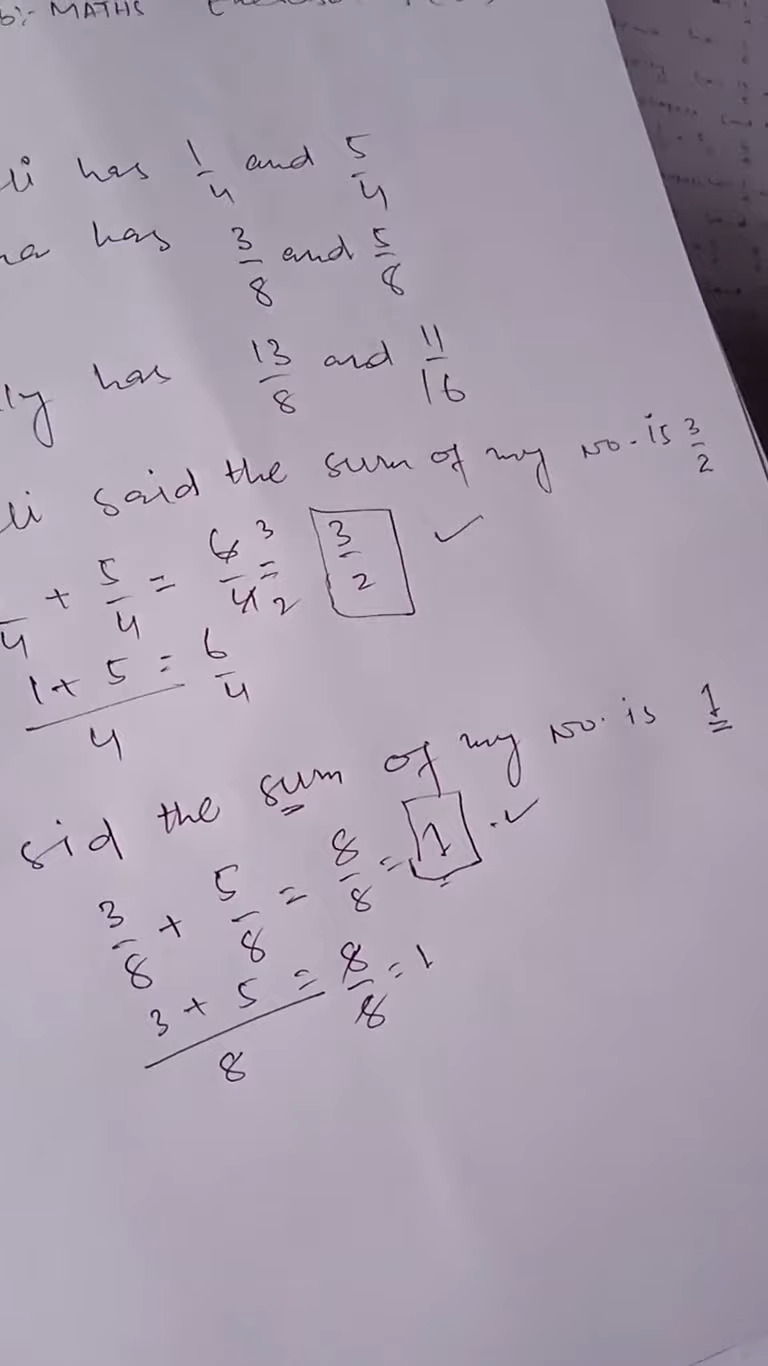 MATHS
li has 1/4 and 5/4
na has 3/8 and 5/8
lly has 13/8 and 11/16
li said the sum of my No. is 3/2
/4 + 5/4 = 6/4 3/2 = 3/2 ✓
1 + 5/4 = 6/4
sid the sum of my No. is 1
3/8 + 5/8 = 8/8 = 1 ✓
3 + 5/8 = 8/8 = 1